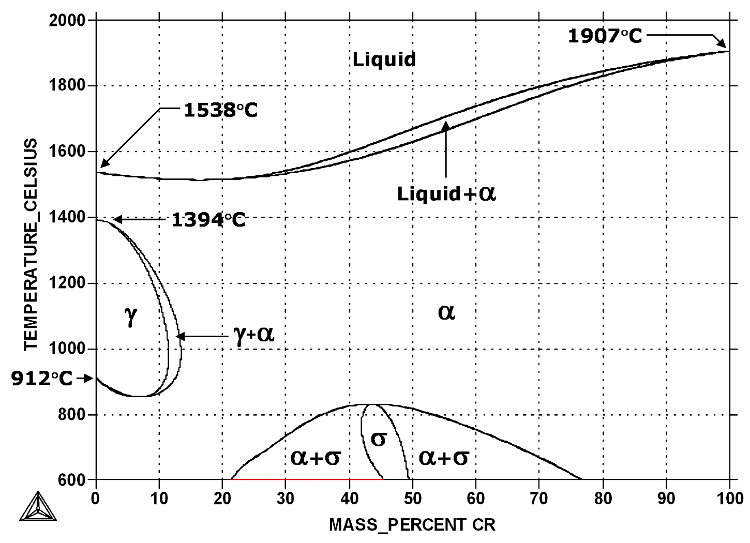 2000
1907°C
Liquid
1800
1538°C
1600
Liquid+α
1400
1394°C
1200
γ
α
γ+α
1000
912°C
800
σ
α+σ
α+σ
600
0 10 20 30 40 50 60 70 80 90 100
MASS_PERCENT CR
TEMPERATURE_CELSIUS